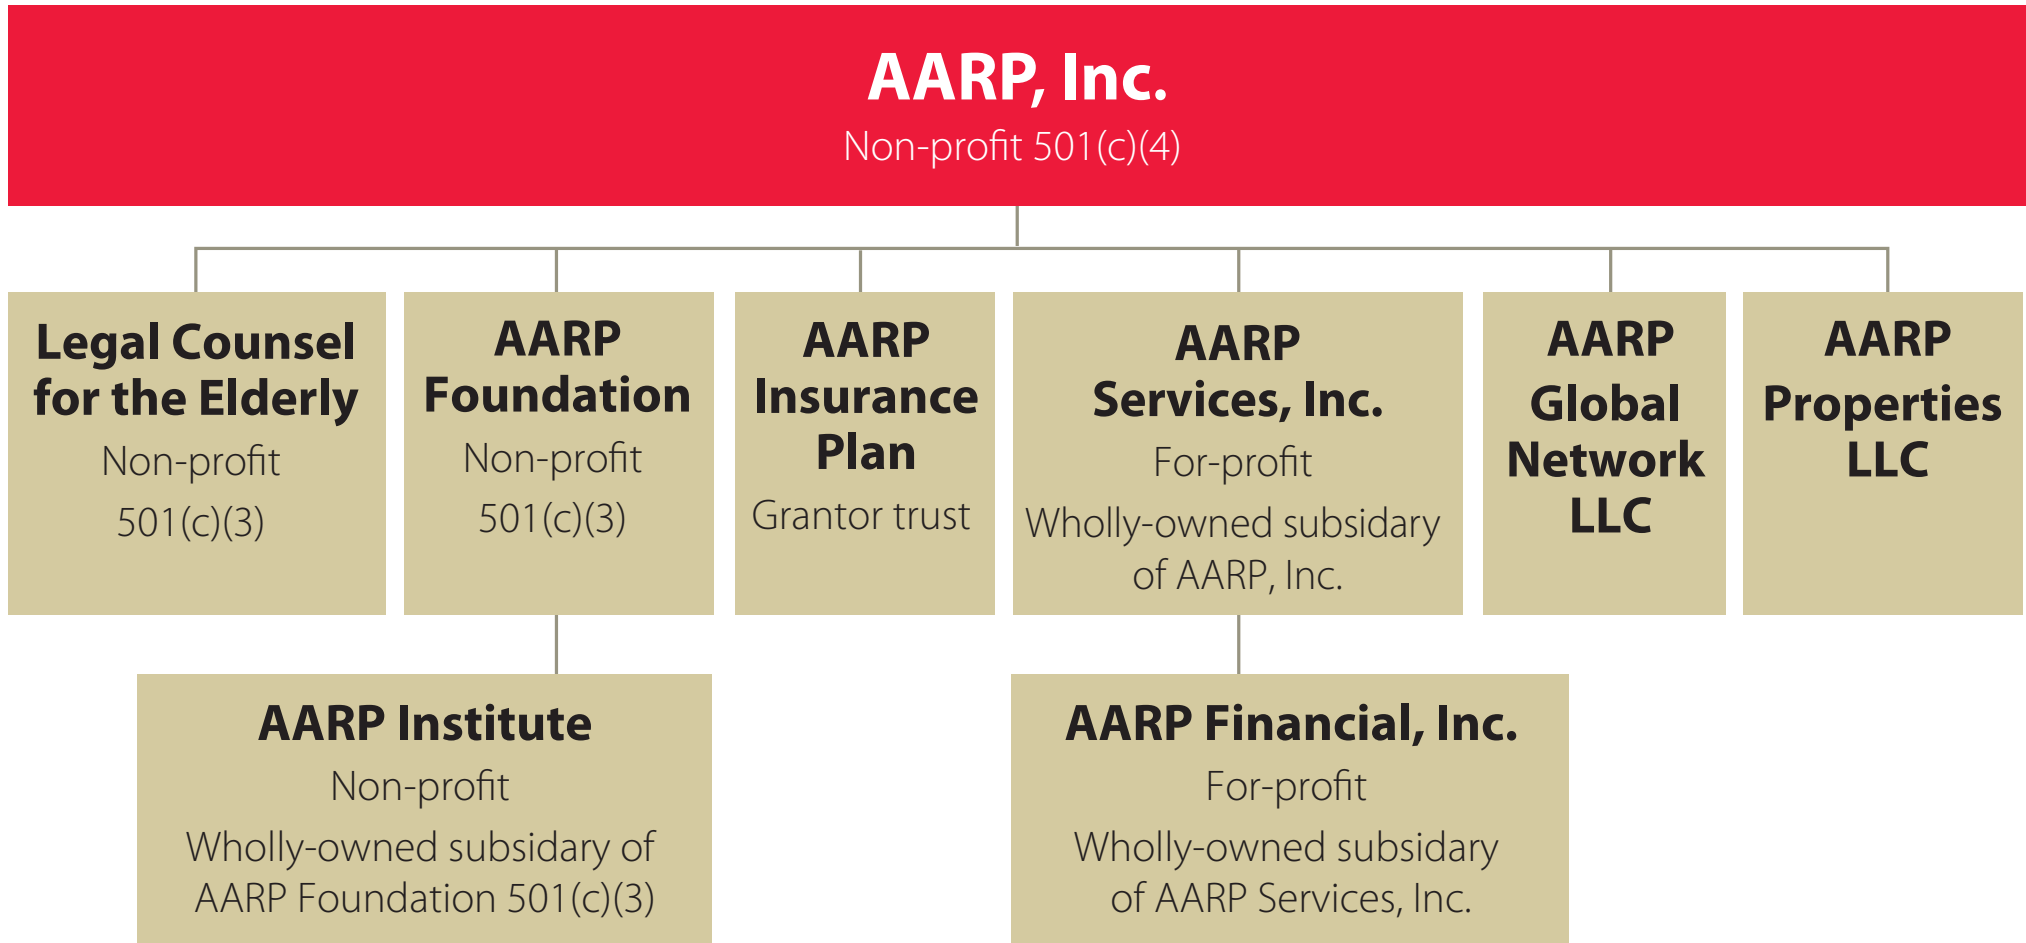 AARP, Inc.
Non-profit 501(c)(4)
Legal Counsel
for the Elderly
Non-profit
501(c)(3)
AARP
Foundation
Non-profit
501(c)(3)
AARP
Insurance
Plan
Grantor trust
AARP
Services, Inc.
For-profit
Wholly-owned subsidary
of AARP, Inc.
AARP
Global
Network
LLC
AARP
Properties
LLC
AARP Institute
Non-profit
Wholly-owned subsidary of
AARP Foundation 501(c)(3)
AARP Financial, Inc.
For-profit
Wholly-owned subsidary
of AARP Services, Inc.